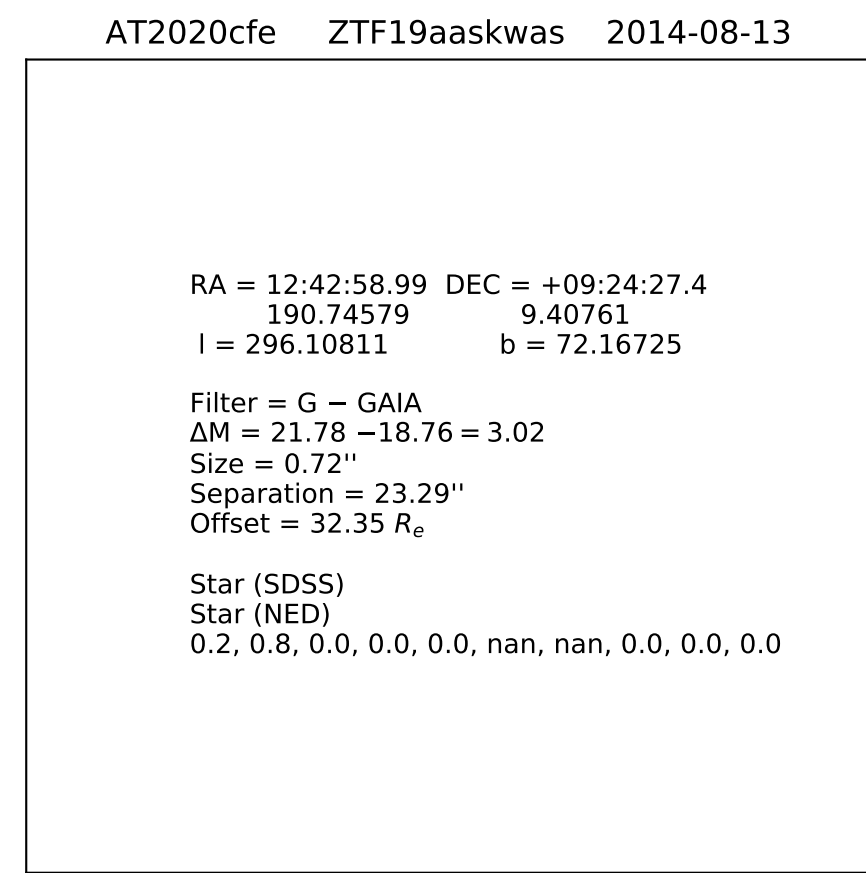 AT2020cfe ZTF19aaskwas 2014-08-13
RA = 12:42:58.99 DEC = +09:24:27.4
190.74579 9.40761
l = 296.10811 b = 72.16725
Filter = G − GAIA
ΔM = 21.78 −18.76 = 3.02
Size = 0.72''
Separation = 23.29''
Offset = 32.35 Re
Star (SDSS)
Star (NED)
0.2, 0.8, 0.0, 0.0, 0.0, nan, nan, 0.0, 0.0, 0.0